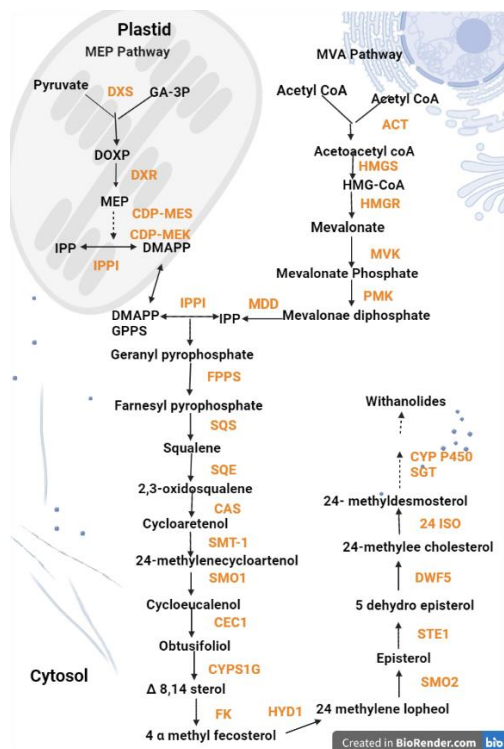 Plastid
MEP Pathway
Pyruvate
DXS
GA-3P
DOXP
DXR
MEP
CDP-MES
CDP-MEK
IPP
DMAPP
IPPI
MVA Pathway
Acetyl CoA
Acetyl CoA
ACT
Acetoacetyl coA
HMGS
HMG-CoA
HMGR
Mevalonate
MVK
Mevalonate Phosphate
PMK
Mevalonae diphosphate
MDD
IPP
IPPI
DMAPP
GPPS
Geranyl pyrophosphate
FPPS
Farnesyl pyrophosphate
SQS
Squalene
SQE
2,3-oxidosqualene
CAS
Cycloaretenol
SMT-1
24-methylenecycloartenol
SMO1
Cycloeucalenol
CEC1
Obtusifoliol
CYPS1G
Δ 8,14 sterol
FK
4 α methyl fecosterol
HYD1
24 methylene lopheol
SMO2
Episterol
STE1
5 dehydro episterol
DWF5
24-methylee cholesterol
24 ISO
24- methyldesmosterol
CYP P450
SGT
Withanolides
Cytosol
Created in BioRender.com bio